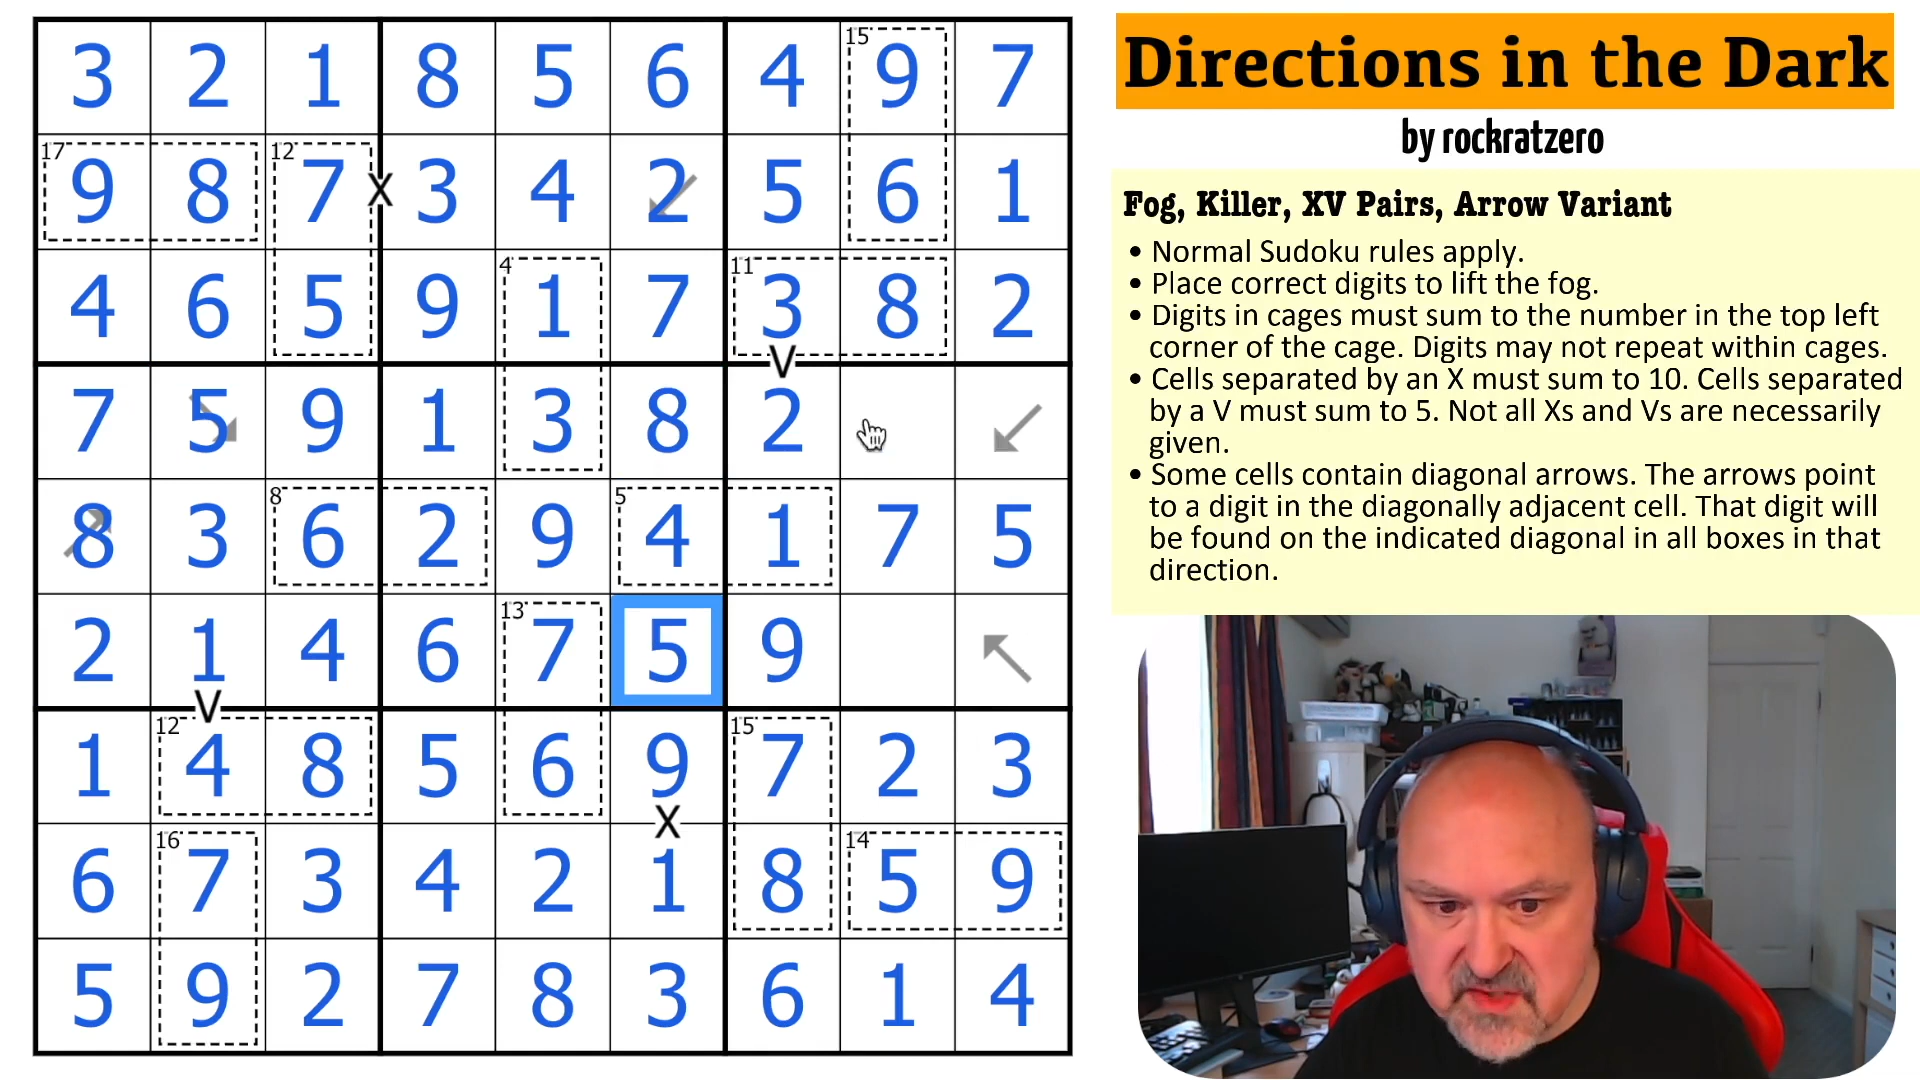 Directions in the Dark
by rockratzero
Fog, Killer, XV Pairs, Arrow Variant
• Normal Sudoku rules apply.
• Place correct digits to lift the fog.
• Digits in cages must sum to the number in the top left
corner of the cage. Digits may not repeat within cages.
• Cells separated by an X must sum to 10. Cells separated
by a V must sum to 5. Not all Xs and Vs are necessarily
given.
• Some cells contain diagonal arrows. The arrows point
to a digit in the diagonally adjacent cell. That digit will
be found on the indicated diagonal in all boxes in that
direction.
15
3 2 1 8 5 6 4 9 7
17 12
9 8 7 X 3 4 2 5 6 1
4 11
4 6 5 9 1 7 3 8 2
V
7 5 9 1 3 8 2
8 5
8 3 6 2 9 4 1 7 5
13
2 1 4 6 7 5 9
V
12 15
1 4 8 5 6 9 7 2 3
X
16 14
6 7 3 4 2 1 8 5 9
5 9 2 7 8 3 6 1 4